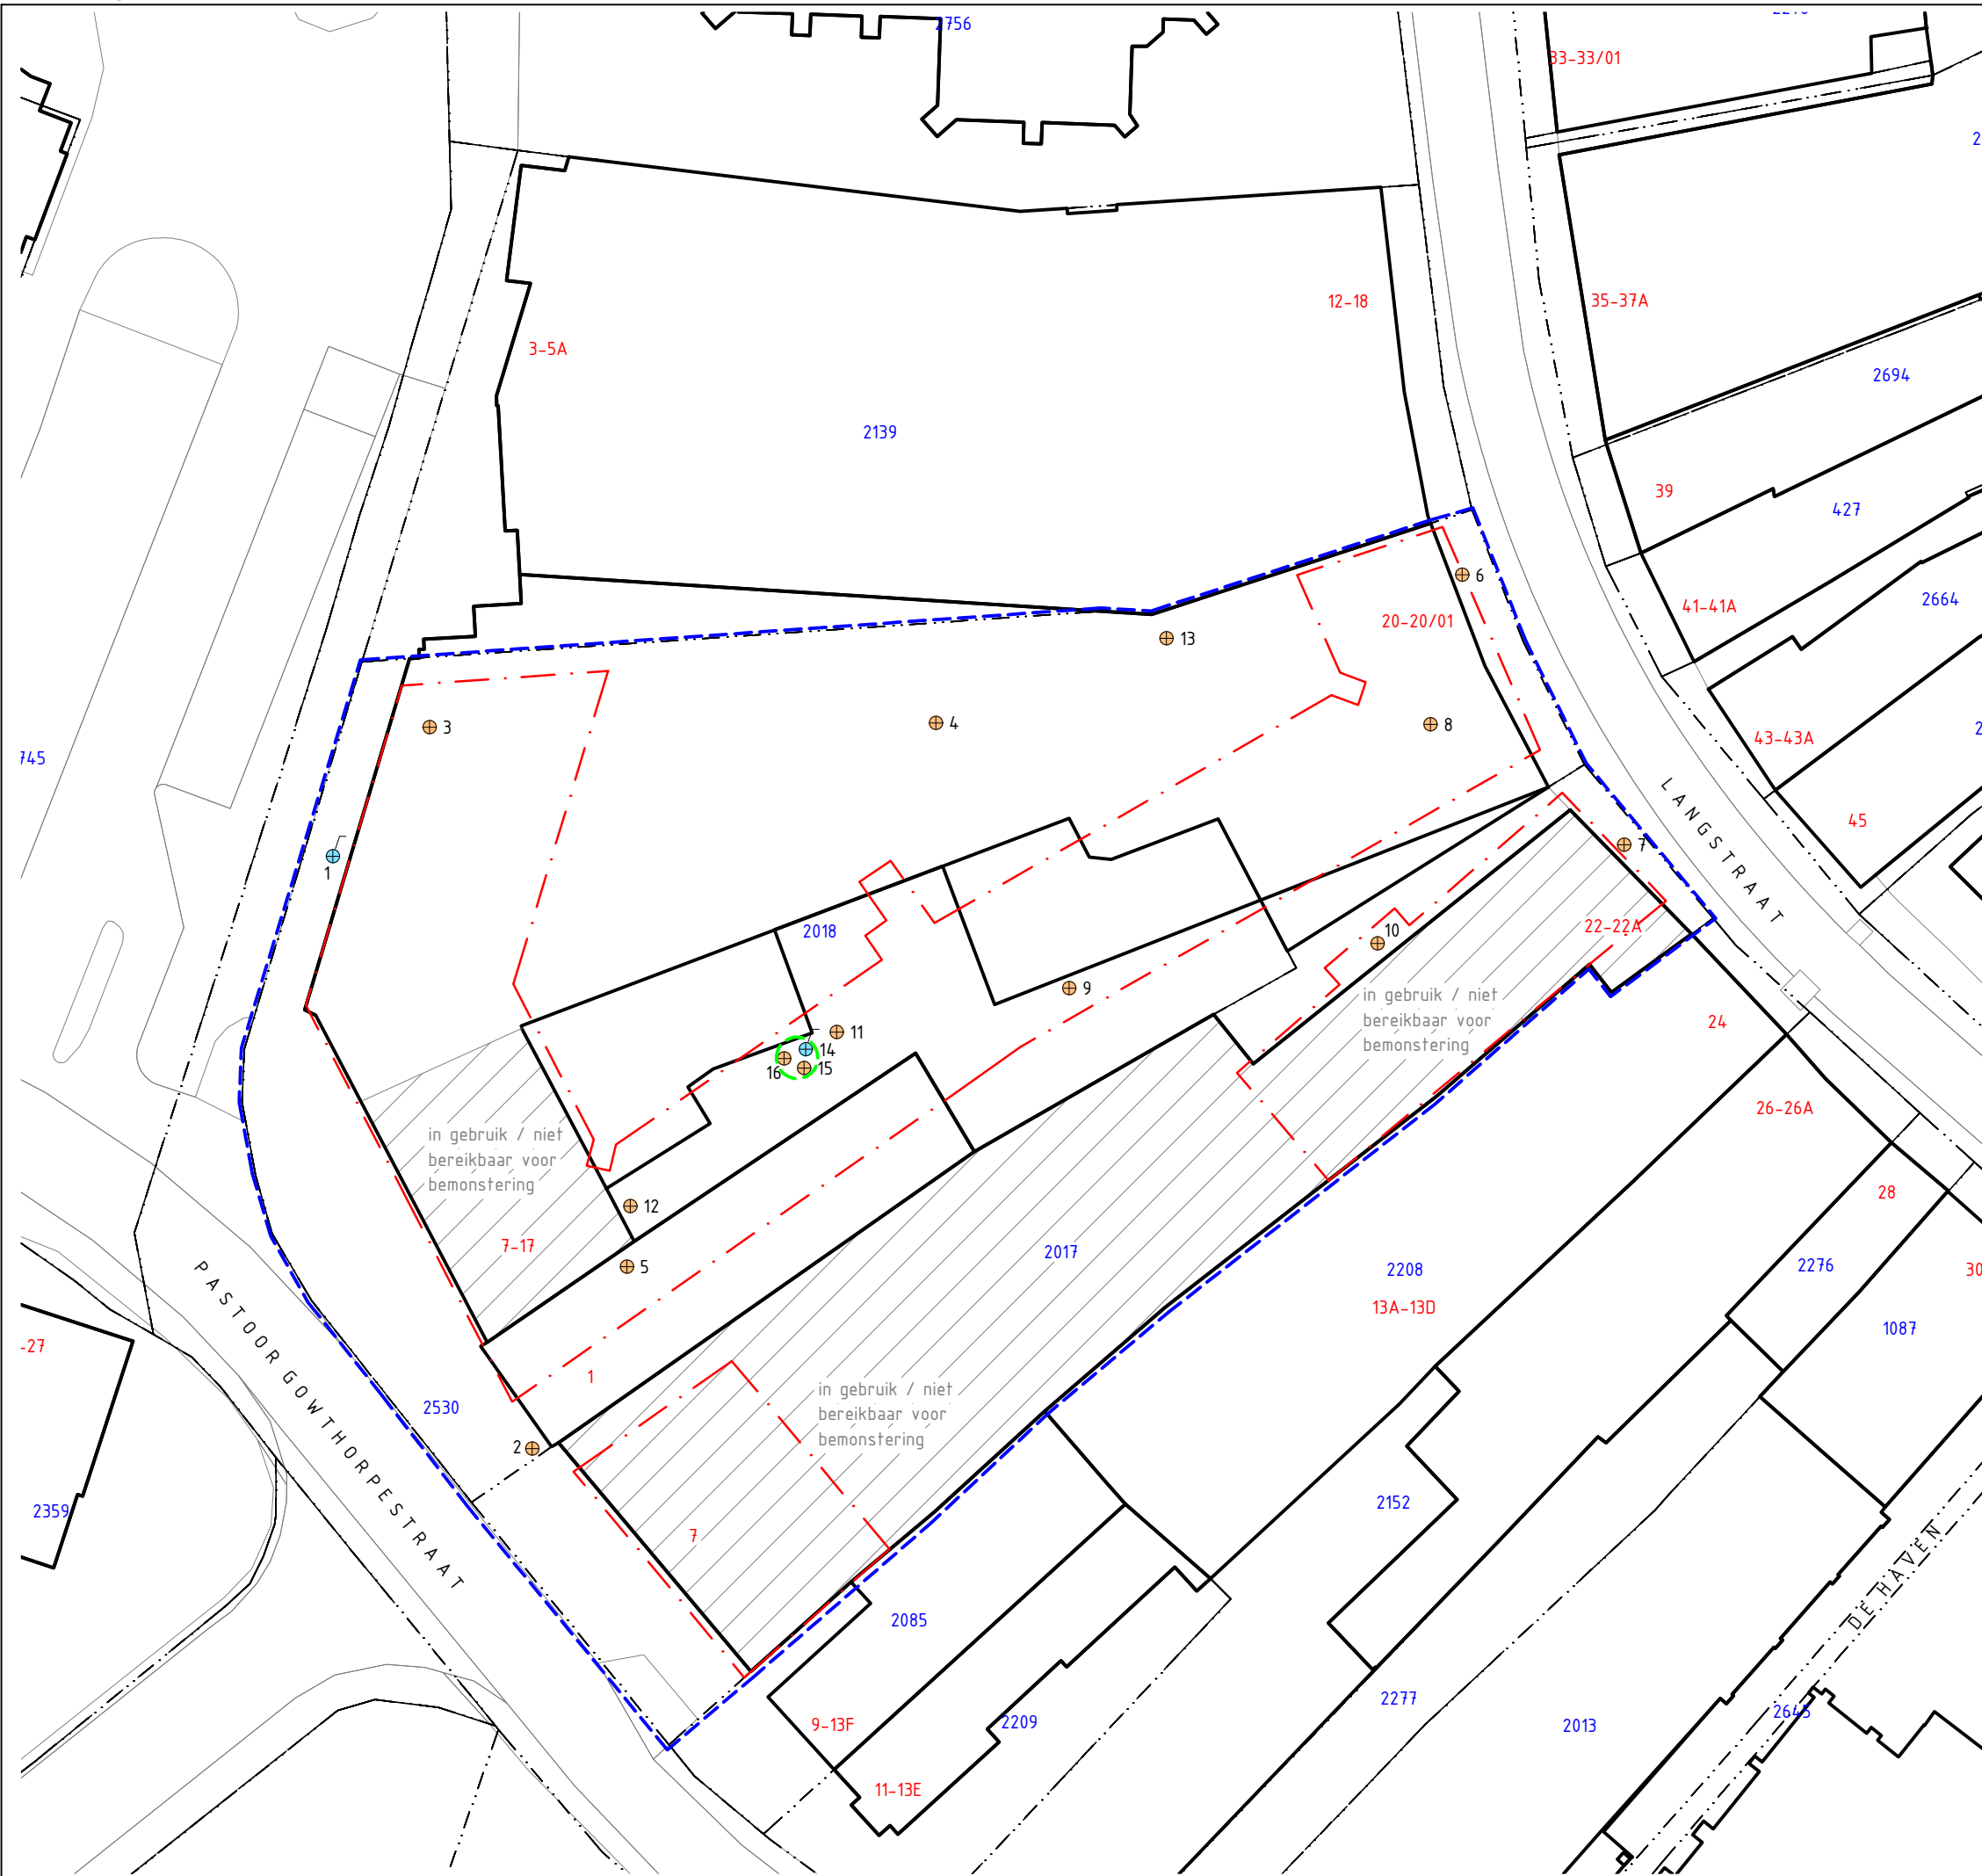 2756
33-33/01
12-18
35-37A
3-5A
2694
2139
39
427
6
41-41A
2664
20-20/01
13
3
4
8
43-43A
745
LANGSTRAAT
45
1
7
2018
22-22A
10
9
in gebruik / niet
bereikbaar voor
bemonstering
11
14
16
15
24
26-26A
in gebruik / niet
bereikbaar voor
bemonstering
28
12
7-17
5
2017
2208
2276
30
13A-13D
PASTOOR GOWTHORPESTRAAT
-27
1
1087
in gebruik / niet
bereikbaar voor
bemonstering
2530
2
2359
2152
7
DE HAVEN
2085
2277
9-13F
2209
2013
2645
11-13E